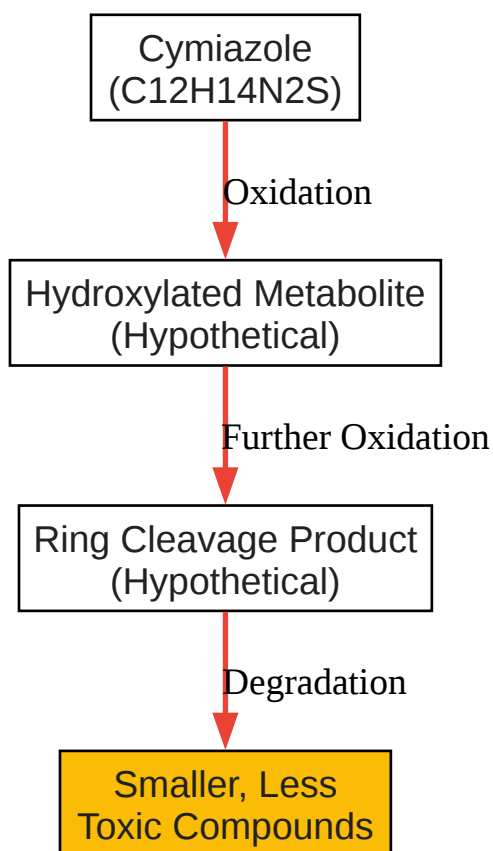 Cymiazole
(C12H14N2S)
Oxidation
Hydroxylated Metabolite
(Hypothetical)
Further Oxidation
Ring Cleavage Product
(Hypothetical)
Degradation
Smaller, Less
Toxic Compounds